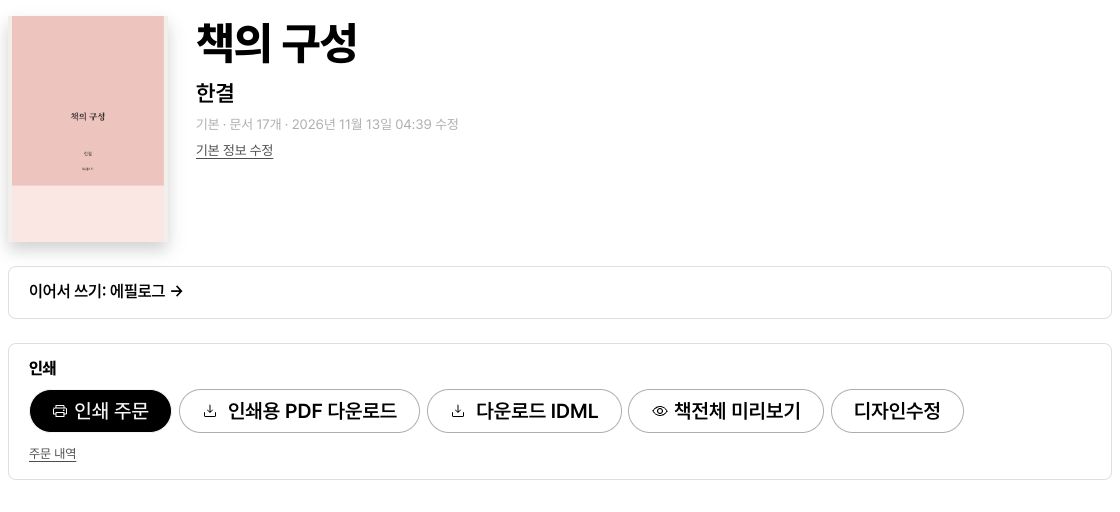 책의 구성
책의 구성
한결
기본 · 문서 17개 · 2026년 11월 13일 04:39 수정
기본 정보 수정
이어서 쓰기: 에필로그 →
인쇄
인쇄 주문
인쇄용 PDF 다운로드
다운로드 IDML
책전체 미리보기
디자인수정
주문 내역